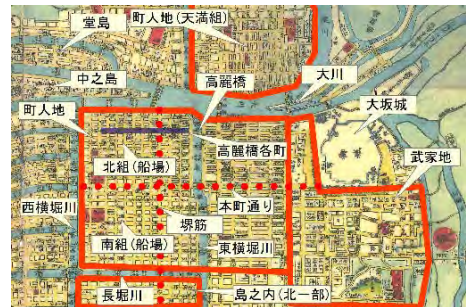 町人地(天満組)
堂島
大川
中之島
高麗橋
大坂城
町人地
高麗橋各町
武家地
北組(船場)
西横堀川
本町通り
堺筋
南組(船場)
東横堀川
長堀川
島之内(北一部)